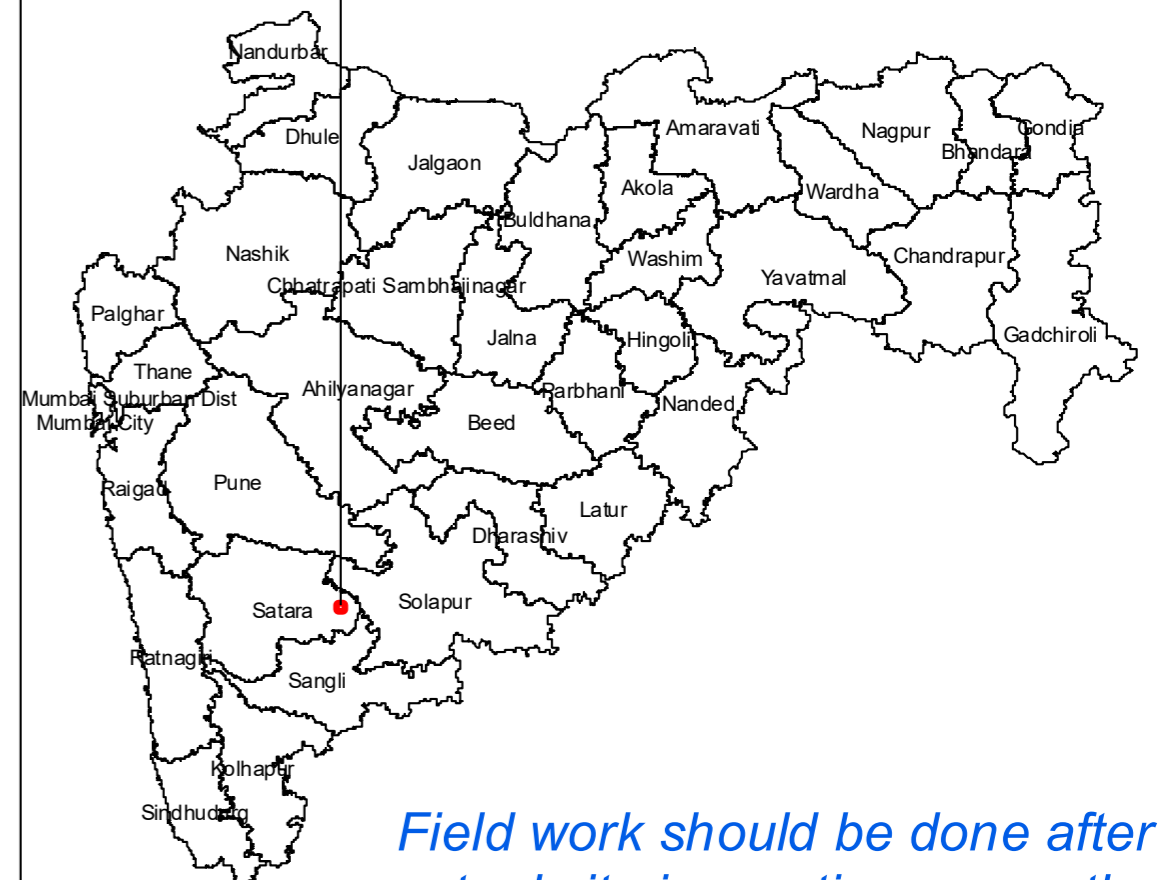 Nandurbar
Dhule
Jalgaon
Amaravati
Nagpur
Gondia
Bhandara
Akola
Wardha
Buldhana
Nashik
Washim
Chandrapur
Yavatmal
Chhatrapati Sambhajinagar
Palghar
Jalna
Hingoli
Gadchiroli
Thane
Ahilyanagar
Parbhani
Mumbai Suburban Dist
Nanded
Mumbai City
Beed
Pune
Raigad
Latur
Dharashiv
Satara
Solapur
Ratnagiri
Sangli
Kolhapur
Sindhudurg
Field work should be done after